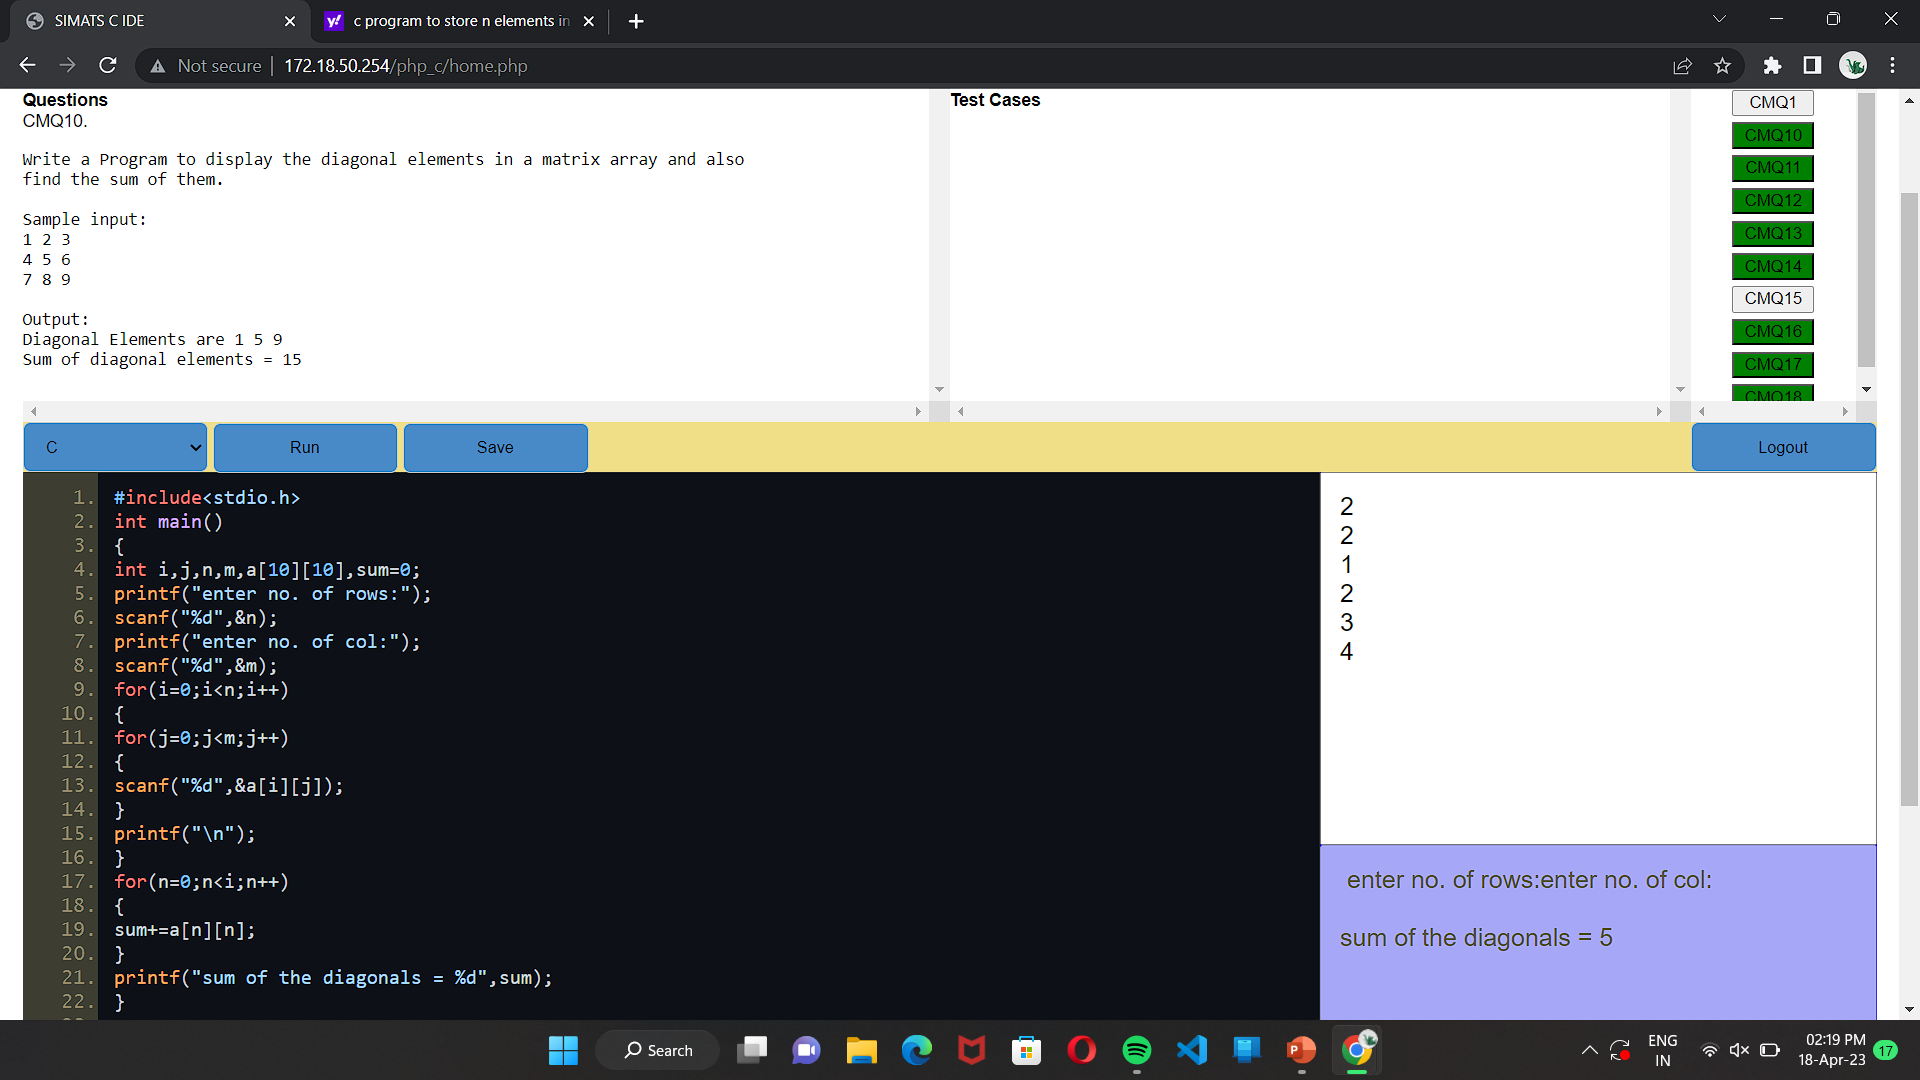 SIMATS C IDE
c program to store n elements in
Not secure
172.18.50.254/php_c/home.php
Questions
CMQ10.
Write a Program to display the diagonal elements in a matrix array and also
find the sum of them.
Sample input:
1 2 3
4 5 6
7 8 9
Output:
Diagonal Elements are 1 5 9
Sum of diagonal elements = 15
Test Cases
CMQ1
CMQ10
CMQ11
CMQ12
CMQ13
CMQ14
CMQ15
CMQ16
CMQ17
CMQ18
C
Run
Save
Logout
1. #include<stdio.h>
2. int main()
3. {
4. int i,j,n,m,a[10][10],sum=0;
5. printf("enter no. of rows:");
6. scanf("%d",&n);
7. printf("enter no. of col:");
8. scanf("%d",&m);
9. for(i=0;i<n;i++)
10. {
11. for(j=0;j<m;j++)
12. {
13. scanf("%d",&a[i][j]);
14. }
15. printf("\n");
16. }
17. for(n=0;n<i;n++)
18. {
19. sum+=a[n][n];
20. }
21. printf("sum of the diagonals = %d",sum);
22. }
2
2
1
2
3
4
enter no. of rows:enter no. of col:
sum of the diagonals = 5
Search
ENG
IN
02:19 PM
18-Apr-23
17